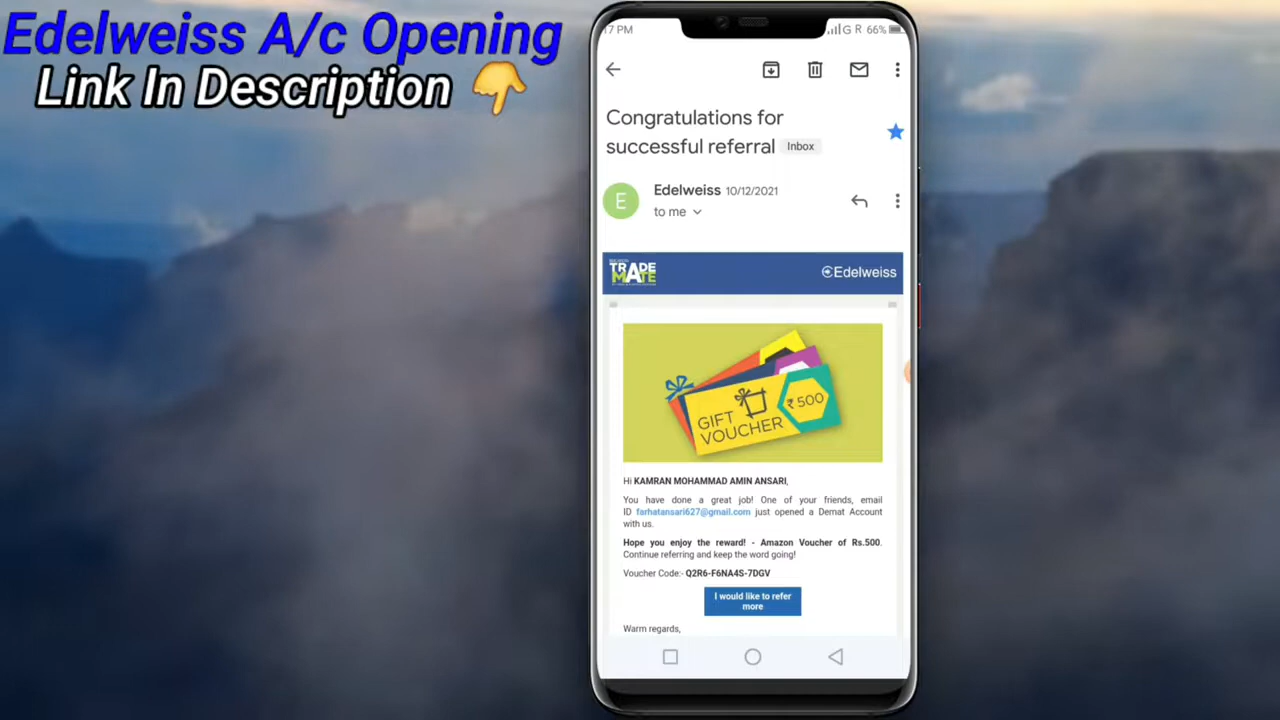 Edelweiss A/c Opening
Link In Description 👇
17 PM
G R 66%
Congratulations for
successful referral Inbox
E
Edelweiss 10/12/2021
to me
TRADE
MATE
Edelweiss
GIFT
VOUCHER
₹500
Hi KAMRAN MOHAMMAD AMIN ANSARI,
You have done a great job! One of your friends, email
ID farhatansari627@gmail.com just opened a Demat Account
with us.
Hope you enjoy the reward! - Amazon Voucher of Rs.500.
Continue referring and keep the word going!
Voucher Code:- Q2R6-F6NA4S-7DGV
I would like to refer
more
Warm regards,